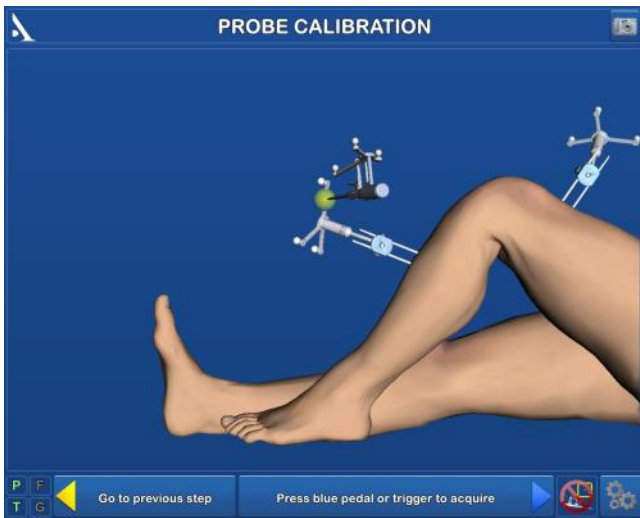 PROBE CALIBRATION
P F
T G
Go to previous step
Press blue pedal or trigger to acquire